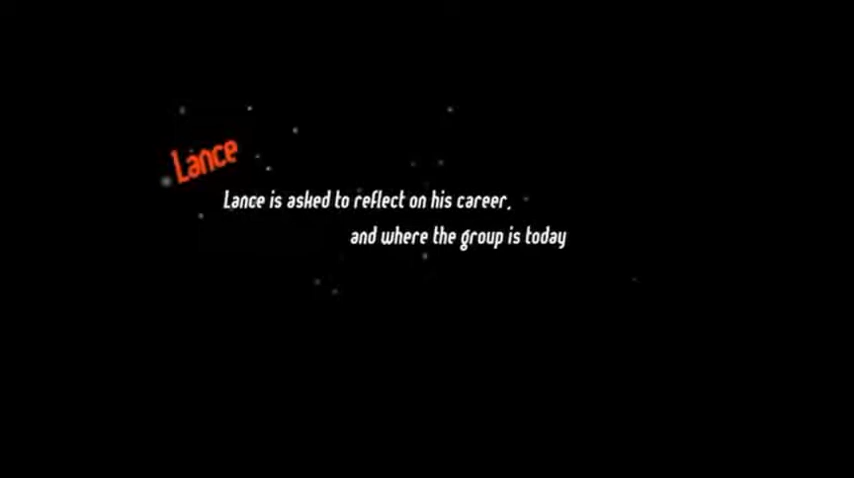 Lance
Lance is asked to reflect on his career,
and where the group is today